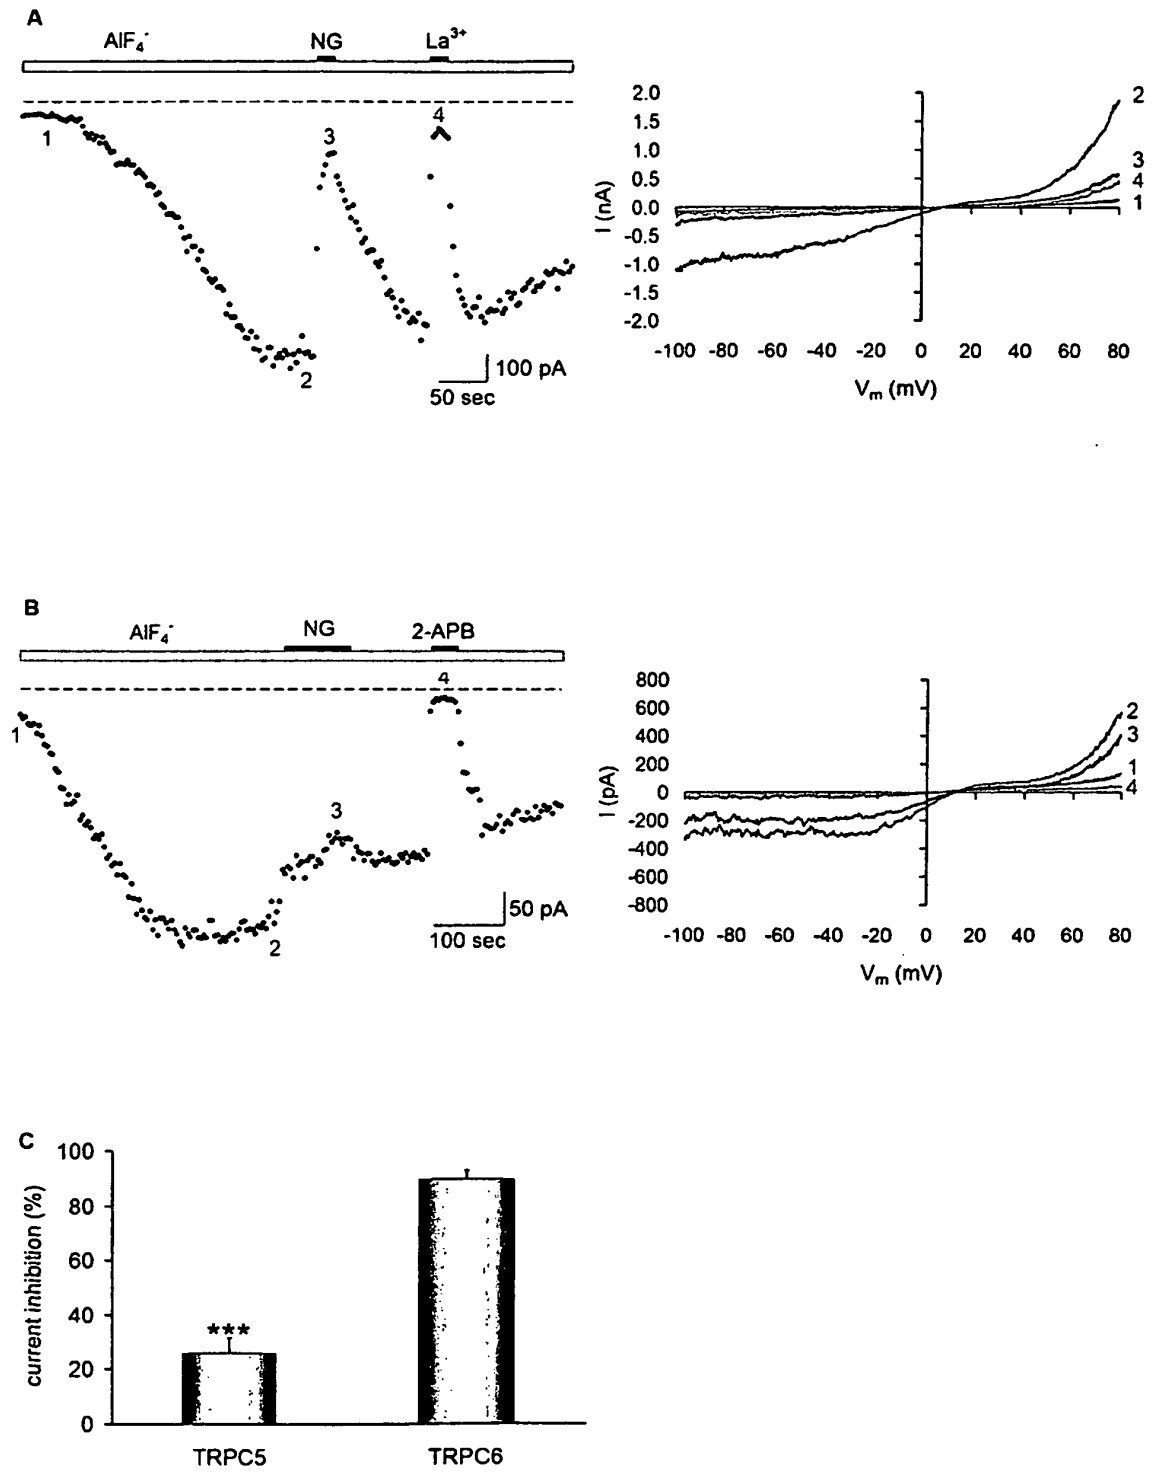 A
AlF4- NG La3+
1
2
3
4
100 pA
50 sec
2.0
1.5
1.0
0.5
0.0
-0.5
-1.0
-1.5
-2.0
I (nA)
2
3
4
1
-100 -80 -60 -40 -20 0 20 40 60 80
Vm (mV)
B
AlF4- NG 2-APB
1
2
3
4
50 pA
100 sec
800
600
400
200
0
-200
-400
-600
-800
I (pA)
2
3
1
4
-100 -80 -60 -40 -20 0 20 40 60 80
Vm (mV)
C
100
80
60
40
20
0
current inhibition (%)
***
TRPC5 TRPC6